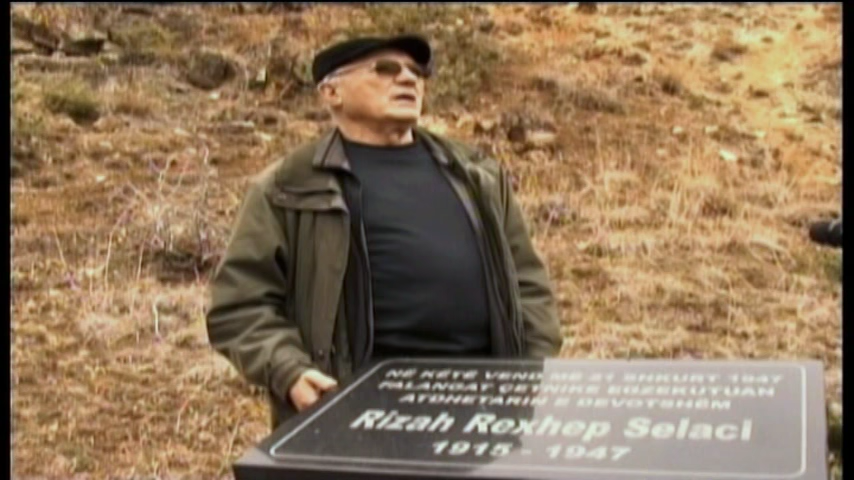 NË KËTË VEND ME 21 SHKURT 1947
FALANGAT ÇETNIKE EGZEKUTUAN
ATDHETARIN E DEVOTSHËM
Rizah Rexhep Selaci
1915 - 1947